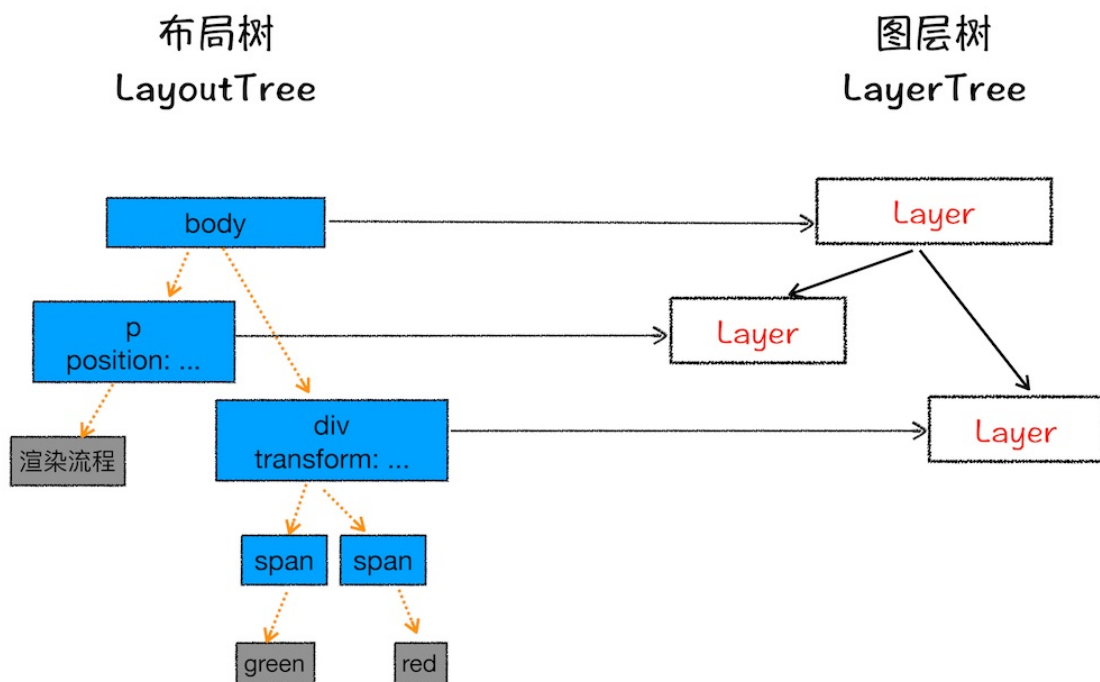 布局树
LayoutTree
图层树
LayerTree
body
Layer
p
position: ...
Layer
div
transform: ...
Layer
渲染流程
span
span
green
red